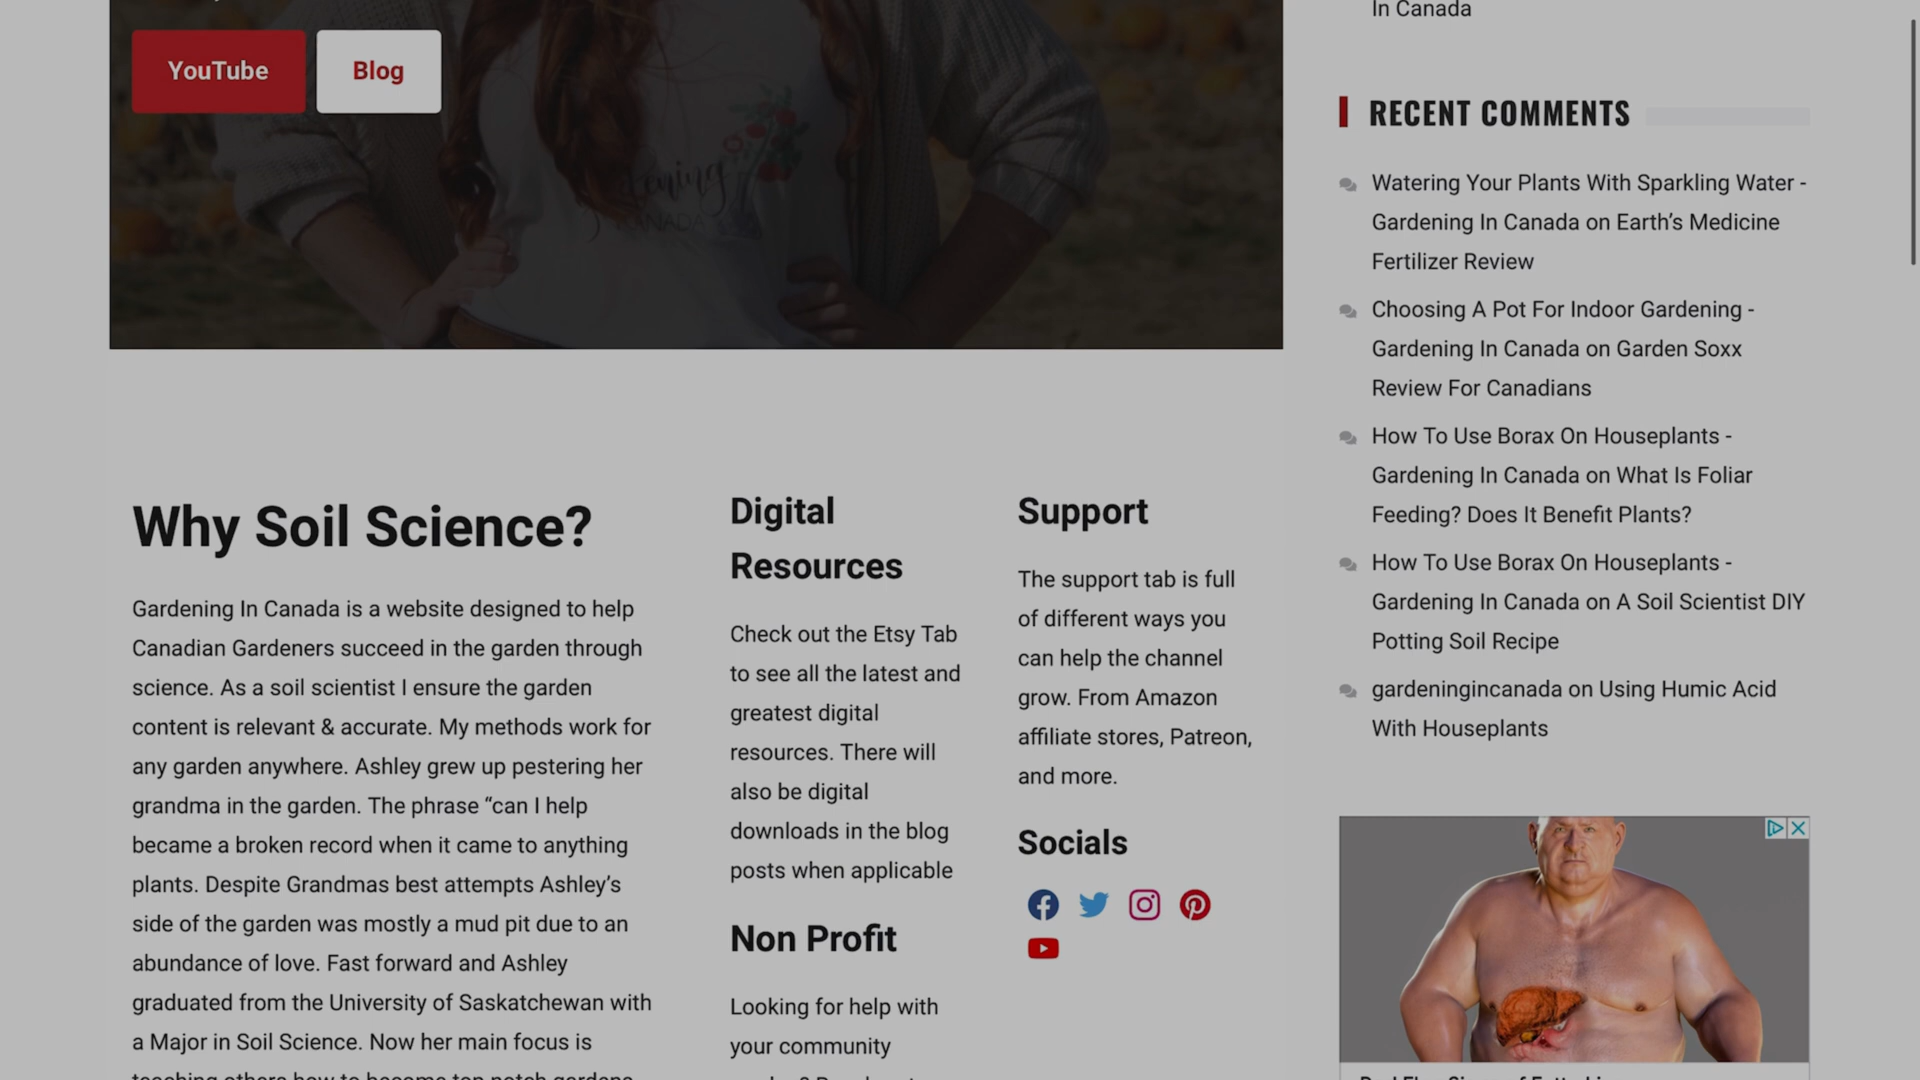 YouTube
Blog
CANADA
Why Soil Science?
Gardening In Canada is a website designed to help
Canadian Gardeners succeed in the garden through
science. As a soil scientist I ensure the garden
content is relevant & accurate. My methods work for
any garden anywhere. Ashley grew up pestering her
grandma in the garden. The phrase “can I help
became a broken record when it came to anything
plants. Despite Grandmas best attempts Ashley’s
side of the garden was mostly a mud pit due to an
abundance of love. Fast forward and Ashley
graduated from the University of Saskatchewan with
a Major in Soil Science. Now her main focus is
Digital
Resources
Check out the Etsy Tab
to see all the latest and
greatest digital
resources. There will
also be digital
downloads in the blog
posts when applicable
Non Profit
Looking for help with
your community
Support
The support tab is full
of different ways you
can help the channel
grow. From Amazon
affiliate stores, Patreon,
and more.
Socials
In Canada
RECENT COMMENTS
Watering Your Plants With Sparkling Water -
Gardening In Canada on Earth’s Medicine
Fertilizer Review
Choosing A Pot For Indoor Gardening -
Gardening In Canada on Garden Soxx
Review For Canadians
How To Use Borax On Houseplants -
Gardening In Canada on What Is Foliar
Feeding? Does It Benefit Plants?
How To Use Borax On Houseplants -
Gardening In Canada on A Soil Scientist DIY
Potting Soil Recipe
gardeningincanada on Using Humic Acid
With Houseplants